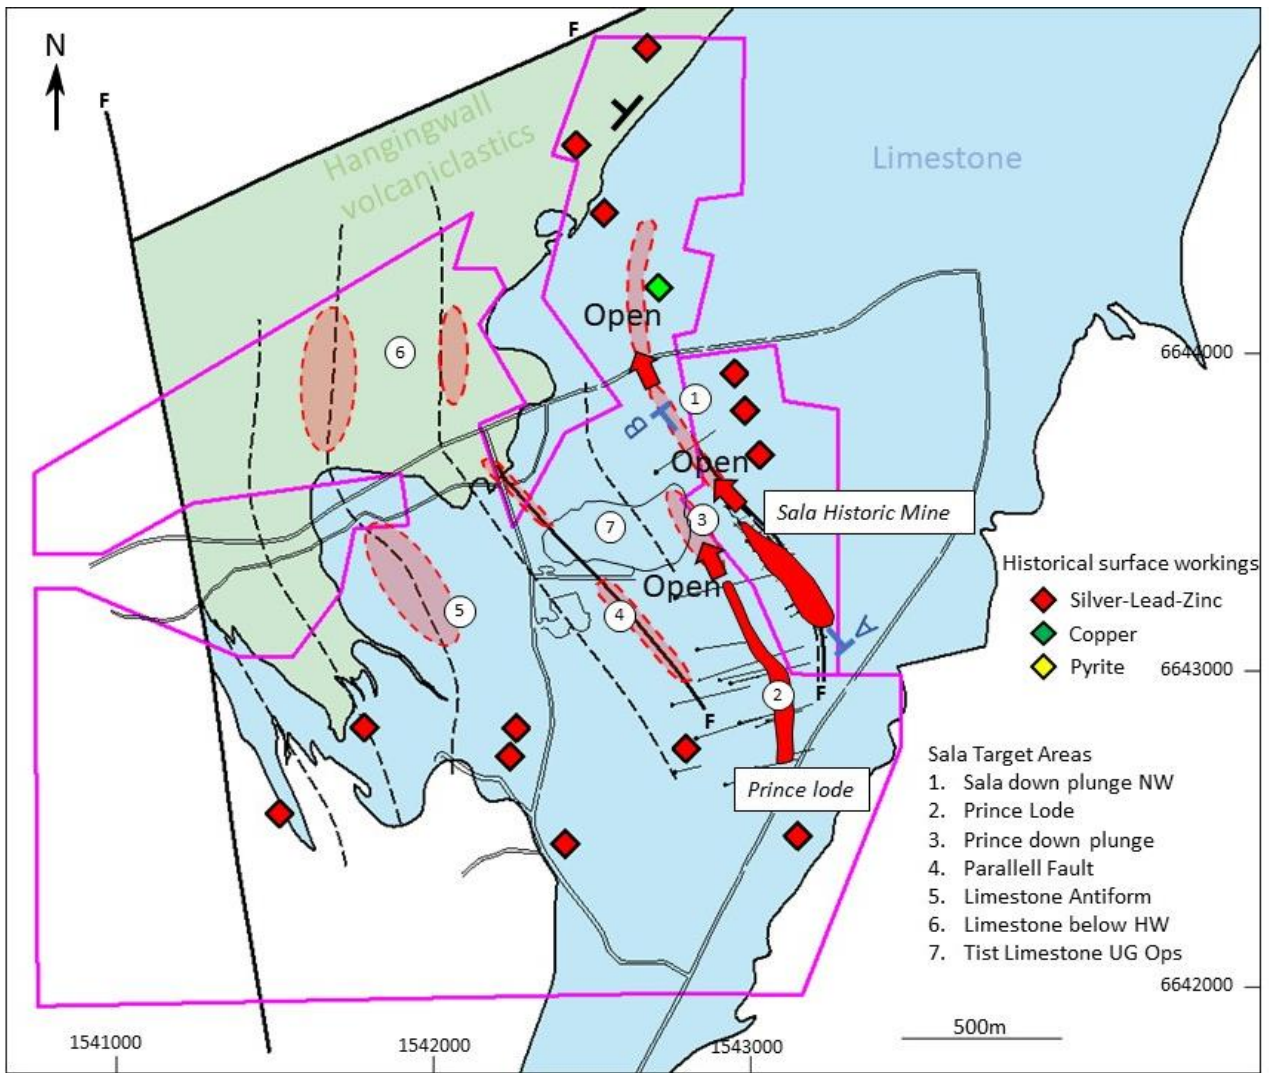 N
F
F
Hangingwall
volcaniclastics
Limestone
Open
6644000
6
1
B
Open
Sala Historic Mine
3
7
Open
Historical surface workings
Silver-Lead-Zinc
Copper
Pyrite
5
4
A
6643000
2
F
F
Prince lode
Sala Target Areas
1. Sala down plunge NW
2. Prince Lode
3. Prince down plunge
4. Parallell Fault
5. Limestone Antiform
6. Limestone below HW
7. Tist Limestone UG Ops
6642000
500m
1541000
1542000
1543000